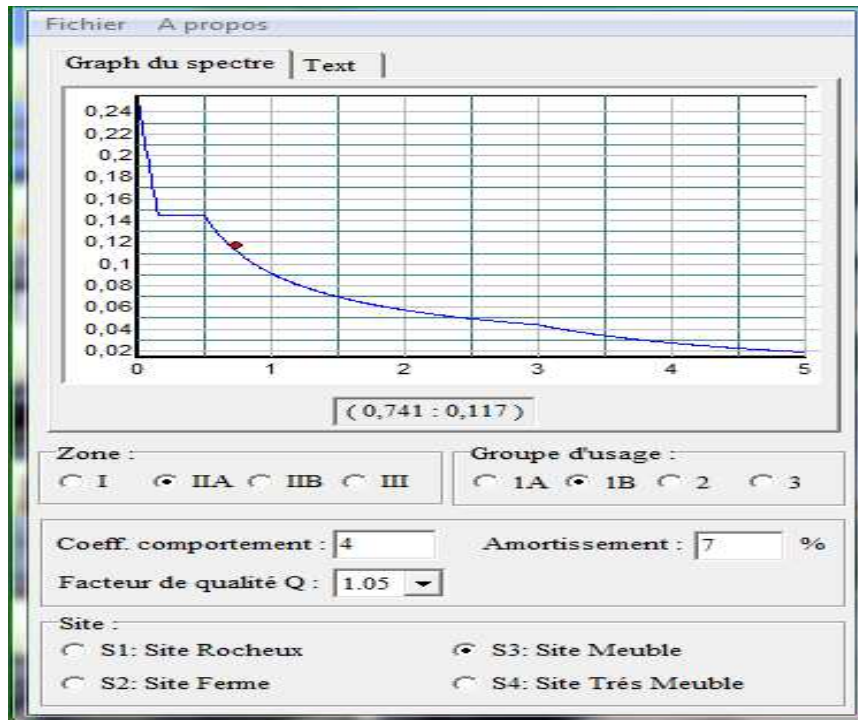 Fichier A propos
Graph du spectre Text
0,24
0,22
0,2
0,18
0,16
0,14
0,12
0,1
0,08
0,06
0,04
0,02
0 1 2 3 4 5
( 0,741 : 0,117 )
Zone : Groupe d'usage :
I IIA IIB III 1A 1B 2 3
Coeff. comportement : 4 Amortissement : 7 %
Facteur de qualité Q : 1.05
Site :
S1: Site Rocheux S3: Site Meuble
S2: Site Ferme S4: Site Trés Meuble